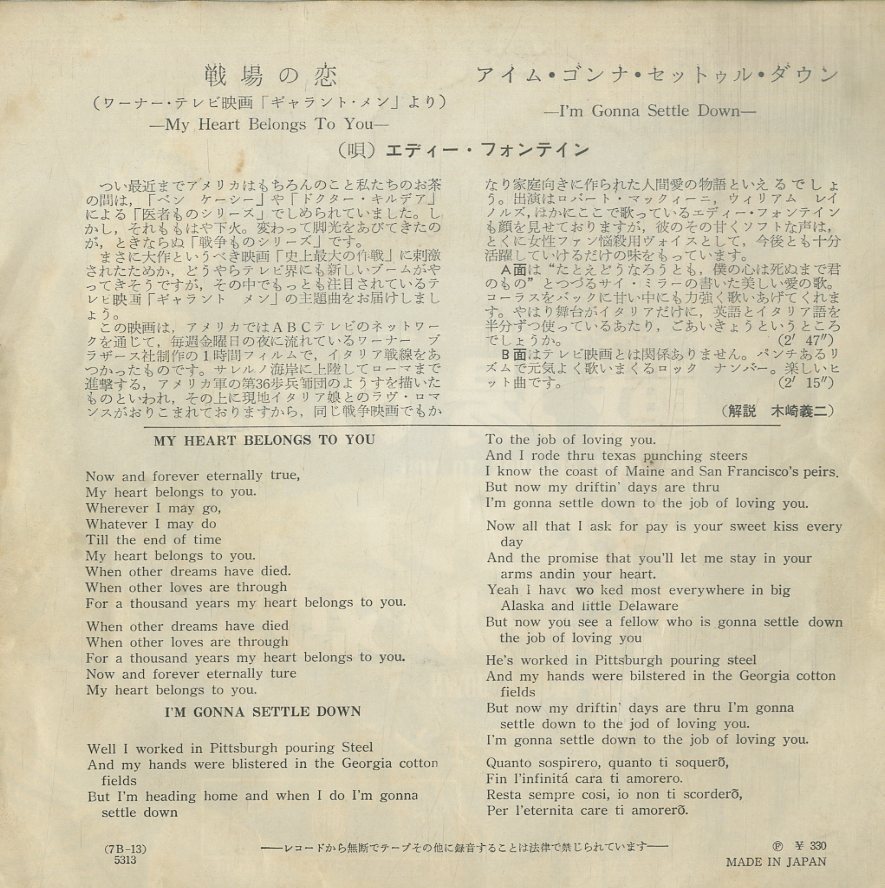 戦場の恋
(ワーナー・テレビ映画「ギャラント・メン」より)
—My Heart Belongs To You—
アイム・ゴンナ・セットゥル・ダウン
—I'm Gonna Settle Down—
(唄) エディー・フォンテイン
つい最近までアメリカはもちろんのこと私たちのお茶
の間は，「ベン ケーシー」や「ドクター・キルデア」
による「医者ものシリーズ」でしめられていました。し
かし，それももはや下火。変わって脚光をあびてきたの
が，ときならぬ「戦争ものシリーズ」です。
まさに大作というべき映画「史上最大の作戦」に刺激
されたためか，どうやらテレビ界にも新しいブームがや
ってきそうですが，その中でもっとも注目されているテ
レビ映画「ギャラント メン」の主題曲をお届けしまし
ょう。
この映画は，アメリカではＡＢＣテレビのネットワー
クを通じて，毎週金曜日の夜に流れているワーナー ブ
ラザース社制作の１時間フイルムで，イタリア戦線をあ
つかったものです。サレルノ海岸に上陸してローマまで
進撃する，アメリカ軍の第36歩兵師団のようすを描いた
ものといわれ，その上に現地イタリア娘とのラヴ・ロマ
ンスがおりこまれておりますから，同じ戦争映画でもか
なり家庭向きに作られた人間愛の物語といえるでしょ
う。出演はロバート・マックィーニ，ウィリアム レイ
ノルズ，ほかにここで歌っているエディー・フォンテイン
も顔を見せておりますが，彼のその甘くソフトな声は，
とくに女性ファン悩殺用ヴォイスとして，今後とも十分
活躍していけるだけの味をもっています。
Ａ面は“たとえどうなろうとも，僕の心は死ぬまで君
のもの”とつづるサイ・ミラーの書いた美しい愛の歌。
コーラスをバックに甘い中にも力強く歌いあげてくれま
す。やはり舞台がイタリアだけに，英語とイタリア語を
半分ずつ使っているあたり，ごあいきょうというところ
でしょうか。 (2′ 47″)
Ｂ面はテレビ映画とは関係ありません。パンチあるリ
ズムで元気よく歌いまくるロック ナンバー。楽しいヒ
ット曲です。 (2′ 15″)
(解説 木崎義二)
MY HEART BELONGS TO YOU
Now and forever eternally true,
My heart belongs to you.
Wherever I may go,
Whatever I may do
Till the end of time
My heart belongs to you.
When other dreams have died.
When other loves are through
For a thousand years my heart belongs to you.
When other dreams have died
When other loves are through
For a thousand years my heart belongs to you.
Now and forever eternally ture
My heart belongs to you.
I'M GONNA SETTLE DOWN
Well I worked in Pittsburgh pouring Steel
And my hands were blistered in the Georgia cotton
fields
But I'm heading home and when I do I'm gonna
settle down
To the job of loving you.
And I rode thru texas punching steers
I know the coast of Maine and San Francisco's peirs.
But now my driftin' days are thru
I'm gonna settle down to the job of loving you.
Now all that I ask for pay is your sweet kiss every
day
And the promise that you'll let me stay in your
arms andin your heart.
Yeah I have wo ked most everywhere in big
Alaska and little Delaware
But now you see a fellow who is gonna settle down
the job of loving you
He's worked in Pittsburgh pouring steel
And my hands were bilstered in the Georgia cotton
fields
But now my driftin' days are thru I'm gonna
settle down to the jod of loving you.
I'm gonna settle down to the job of loving you.
Quanto sospirero, quanto ti soquerõ,
Fin l'infinitá cara ti amorero.
Resta sempre cosi, io non ti scorderõ,
Per l'eternita care ti amorerõ.
(7B-13)
5313
——レコードから無断でテープその他に録音することは法律で禁じられています——
Ⓟ ¥ 330
MADE IN JAPAN